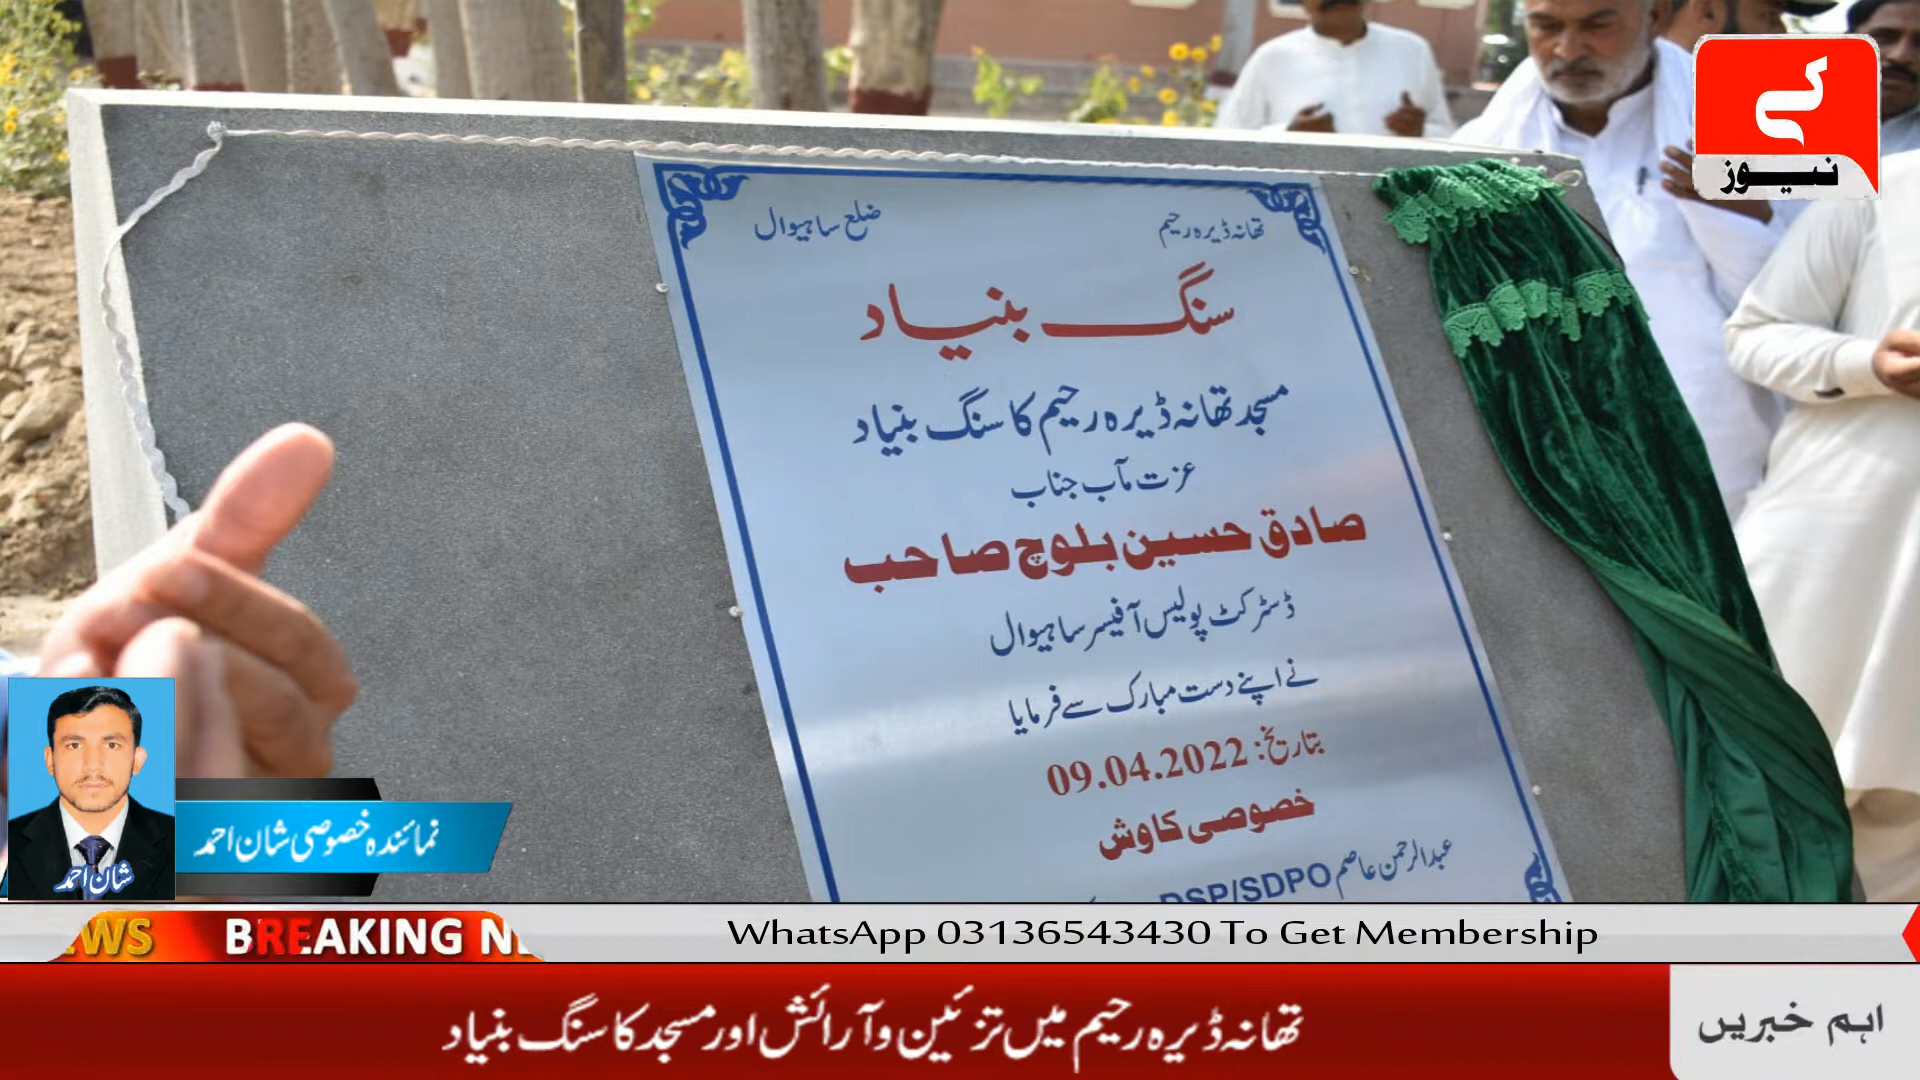 کے
نیوز
تھانہ ڈیرہ رحیم
ضلع ساہیوال
سنگ بنیاد
مسجد تھانہ ڈیرہ رحیم کا سنگ بنیاد
عزت مآب جناب
صادق حسین بلوچ صاحب
ڈسٹرکٹ پولیس آفیسر ساہیوال
نے اپنے دست مبارک سے فرمایا
بتاریخ: 09.04.2022
خصوصی کاوش
عبدالرحمن عاصم DSP/SDPO
نمائندہ خصوصی شان احمد
شان احمد
EWS BREAKING N
WhatsApp 03136543430 To Get Membership
اہم خبریں
تھانہ ڈیرہ رحیم میں تزئین و آرائش اور مسجد کا سنگ بنیاد